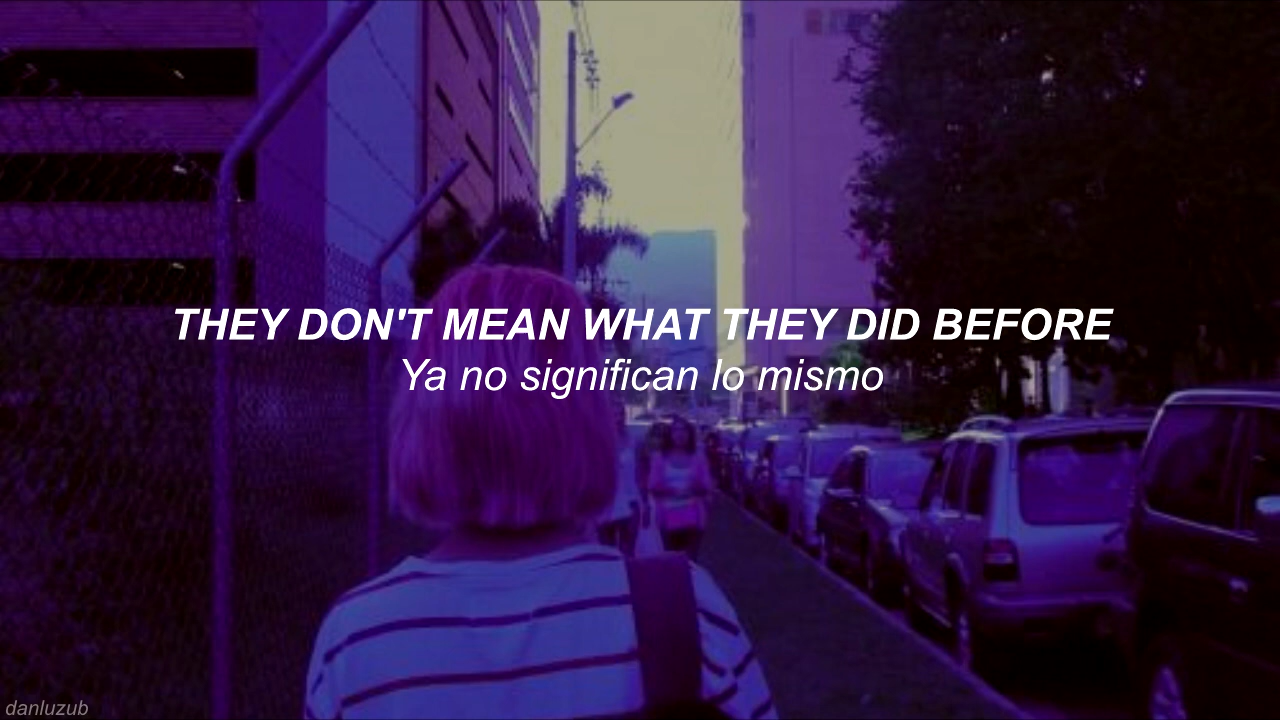 THEY DON'T MEAN WHAT THEY DID BEFORE
Ya no significan lo mismo
danluzub